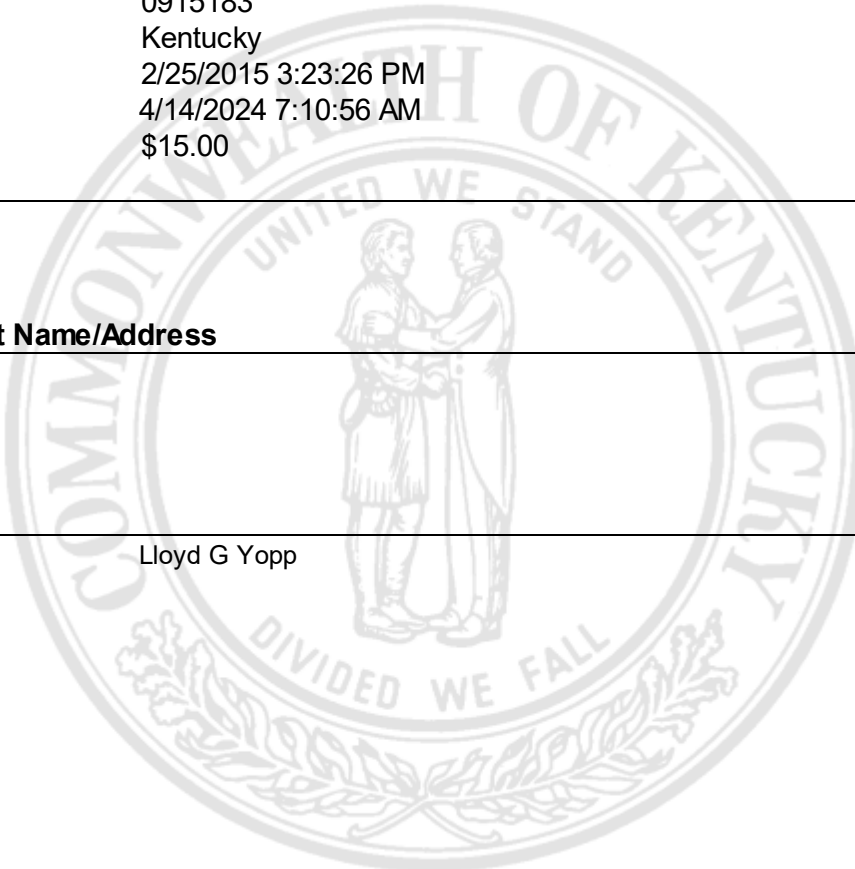 0915183
Kentucky
2/25/2015 3:23:26 PM
4/14/2024 7:10:56 AM
$15.00
t Name/Address
Lloyd G Yopp
COMMONWEALTH OF KENTUCKY
UNITED WE STAND
DIVIDED WE FALL